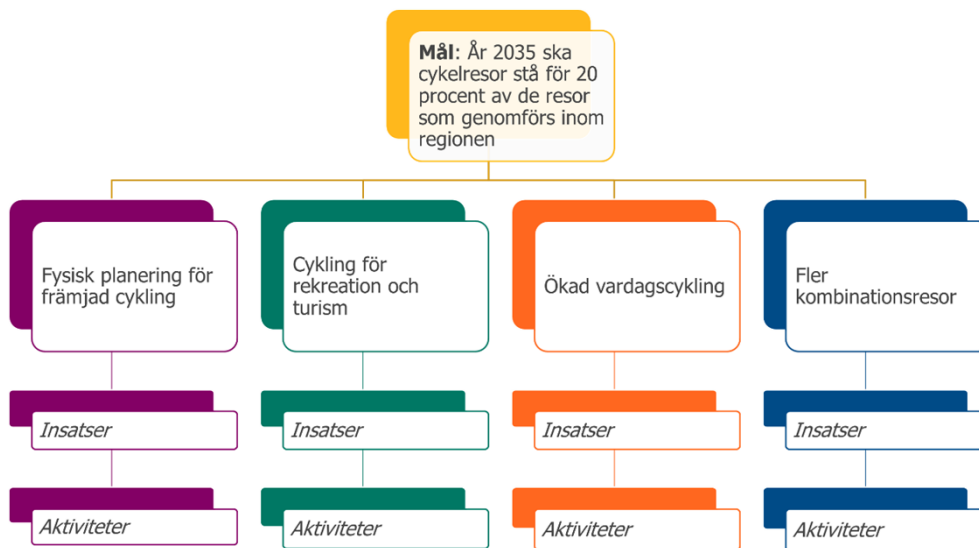 Mål: År 2035 ska
cykelresor stå för 20
procent av de resor
som genomförs inom
regionen
Fysisk planering för
främjad cykling
Cykling för
rekreation och
turism
Ökad vardagscykling
Fler
kombinationsresor
Insatser
Insatser
Insatser
Insatser
Aktiviteter
Aktiviteter
Aktiviteter
Aktiviteter